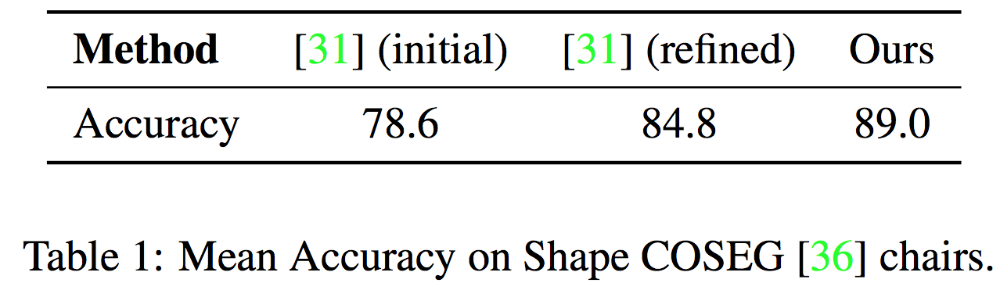 Method [31] (initial) [31] (refined) Ours
Accuracy 78.6 84.8 89.0
Table 1: Mean Accuracy on Shape COSEG [36] chairs.